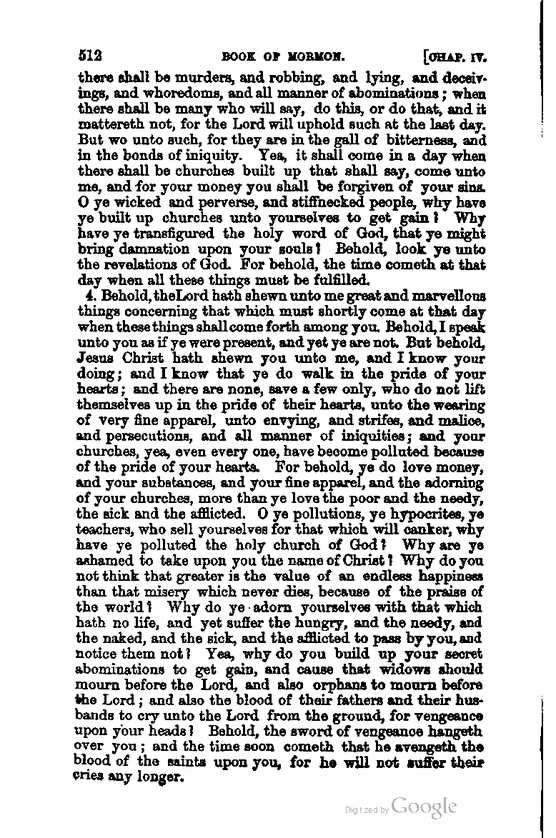 512 BOOK OF MORMON. [CHAP. IV.
there shall be murders, and robbing, and lying, and deceiv-
ings, and whoredoms, and all manner of abominations; when
there shall be many who will say, do this, or do that, and it
mattereth not, for the Lord will uphold such at the last day.
But wo unto such, for they are in the gall of bitterness, and
in the bonds of iniquity. Yea, it shall come in a day when
there shall be churches built up that shall say, come unto
me, and for your money you shall be forgiven of your sins.
O ye wicked and perverse, and stiffnecked people, why have
ye built up churches unto yourselves to get gain? Why
have ye transfigured the holy word of God, that ye might
bring damnation upon your souls? Behold, look ye unto
the revelations of God. For behold, the time cometh at that
day when all these things must be fulfilled.
4. Behold, the Lord hath shewn unto me great and marvellous
things concerning that which must shortly come at that day
when these things shall come forth among you. Behold, I speak
unto you as if ye were present, and yet ye are not. But behold,
Jesus Christ hath shewn you unto me, and I know your
doing; and I know that ye do walk in the pride of your
hearts; and there are none, save a few only, who do not lift
themselves up in the pride of their hearts, unto the wearing
of very fine apparel, unto envying, and strifes, and malice,
and persecutions, and all manner of iniquities; and your
churches, yea, even every one, have become polluted because
of the pride of your hearts. For behold, ye do love money,
and your substances, and your fine apparel, and the adorning
of your churches, more than ye love the poor and the needy,
the sick and the afflicted. O ye pollutions, ye hypocrites, ye
teachers, who sell yourselves for that which will canker, why
have ye polluted the holy church of God? Why are ye
ashamed to take upon you the name of Christ? Why do you
not think that greater is the value of an endless happiness
than that misery which never dies, because of the praise of
the world? Why do ye adorn yourselves with that which
hath no life, and yet suffer the hungry, and the needy, and
the naked, and the sick, and the afflicted to pass by you, and
notice them not? Yea, why do you build up your secret
abominations to get gain, and cause that widows should
mourn before the Lord, and also orphans to mourn before
the Lord; and also the blood of their fathers and their hus-
bands to cry unto the Lord from the ground, for vengeance
upon your heads? Behold, the sword of vengeance hangeth
over you; and the time soon cometh that he avengeth the
blood of the saints upon you, for he will not suffer their
cries any longer.
Digitized by Google